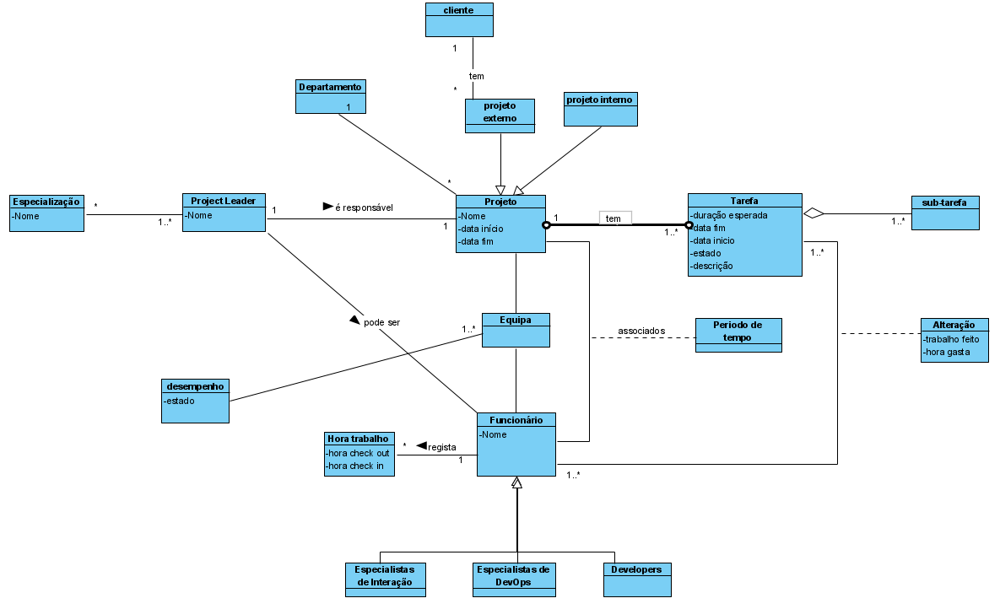 cliente
1
tem
*
Departamento
1
projeto
externo
projeto interno
*
Especialização
-Nome
*
1..*
Project Leader
-Nome
1
é responsável
1
Projeto
-Nome
-data início
-data fim
1
tem
1..*
Tarefa
-duração esperada
-data fim
-data inicio
-estado
-descrição
1..*
sub-tarefa
1..*
pode ser
1..*
Equipa
associados
Periodo de
tempo
Alteração
-trabalho feito
-hora gasta
desempenho
-estado
Funcionário
-Nome
Hora trabalho
-hora check out
-hora check in
*
regista
1
1..*
Especialistas
de Interação
Especialistas de
DevOps
Developers